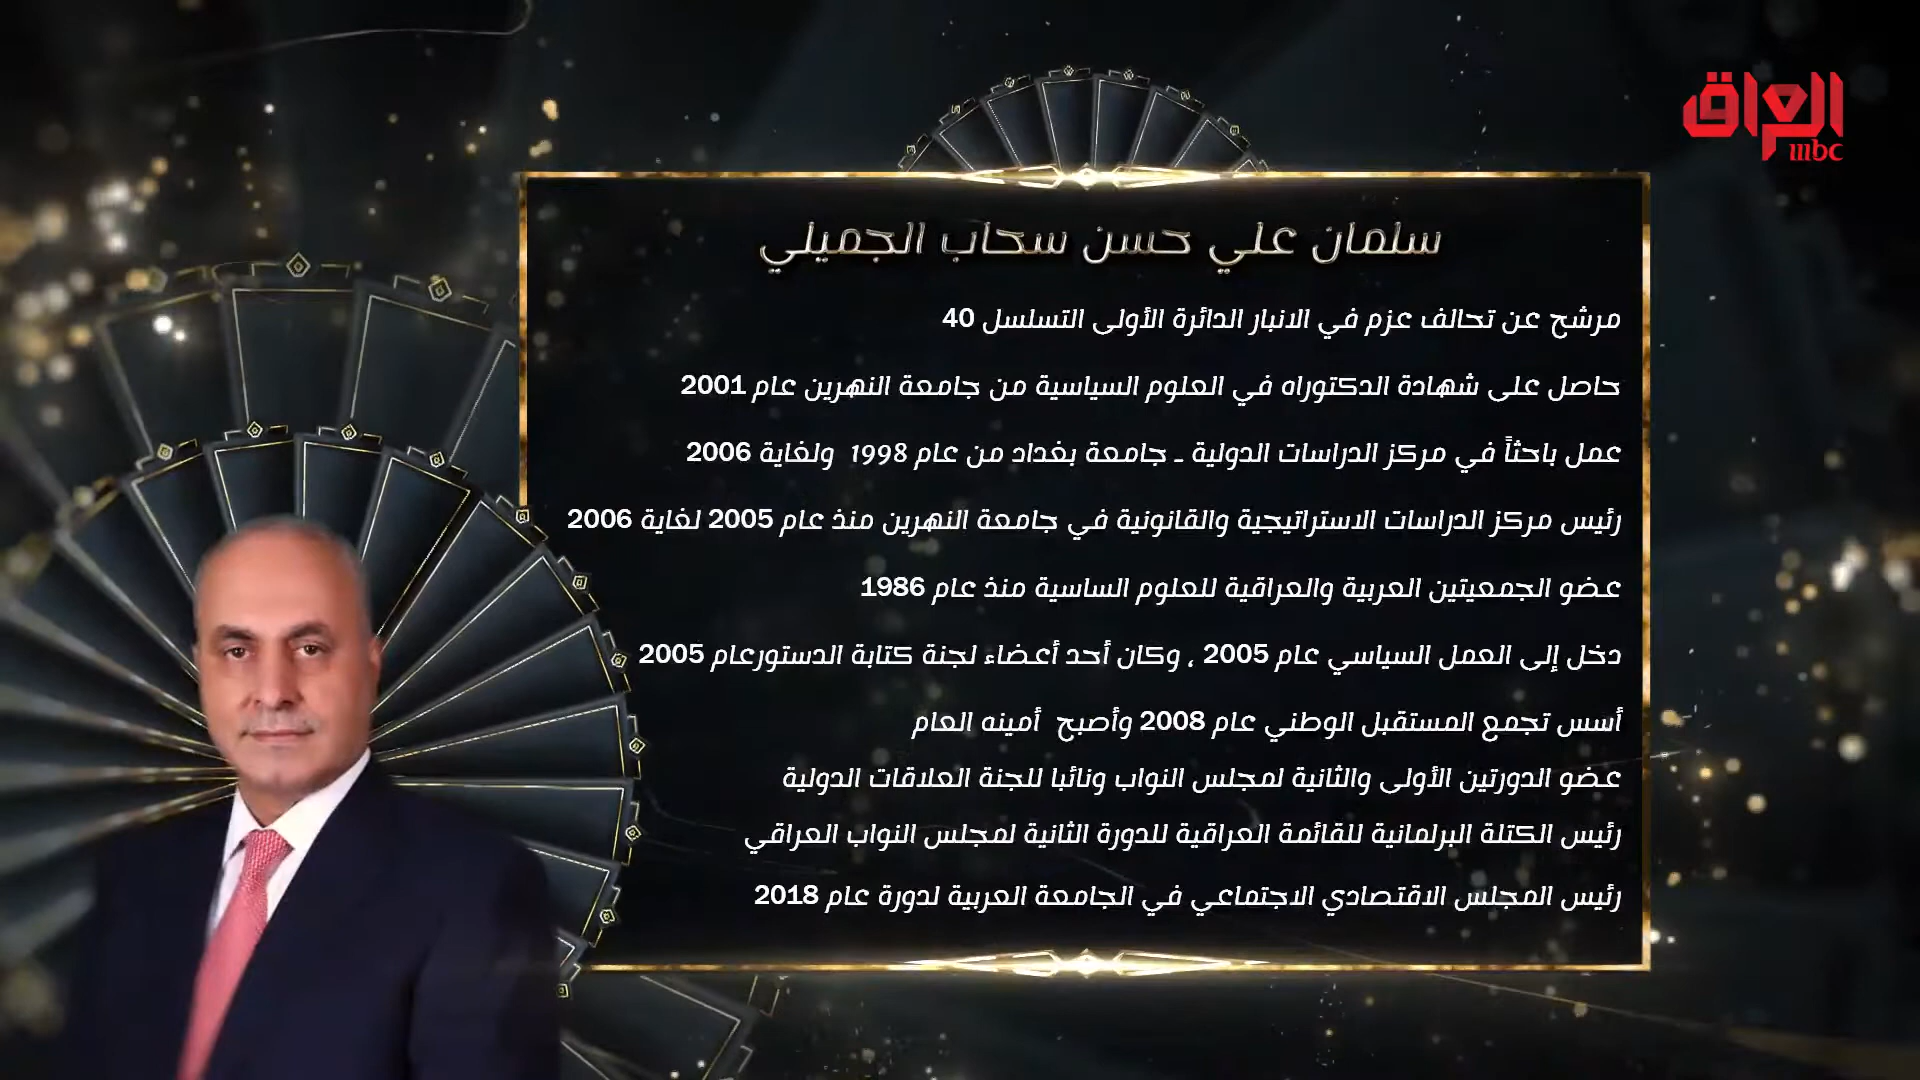 العراق
mbc
سلمان علي حسن سحاب الجميلي
مرشح عن تحالف عزم في الانبار الدائرة الأولى التسلسل 40
حاصل على شهادة الدكتوراه في العلوم السياسية من جامعة النهرين عام 2001
عمل باحثاً في مركز الدراسات الدولية - جامعة بغداد من عام 1998 ولغاية 2006
رئيس مركز الدراسات الاستراتيجية والقانونية في جامعة النهرين منذ عام 2005 لغاية 2006
عضو الجمعيتين العربية والعراقية للعلوم الساسية منذ عام 1986
دخل إلى العمل السياسي عام 2005 ، وكان أحد أعضاء لجنة كتابة الدستورعام 2005
أسس تجمع المستقبل الوطني عام 2008 وأصبح أمينه العام
عضو الدورتين الأولى والثانية لمجلس النواب ونائبا للجنة العلاقات الدولية
رئيس الكتلة البرلمانية للقائمة العراقية للدورة الثانية لمجلس النواب العراقي
رئيس المجلس الاقتصادي الاجتماعي في الجامعة العربية لدورة عام 2018